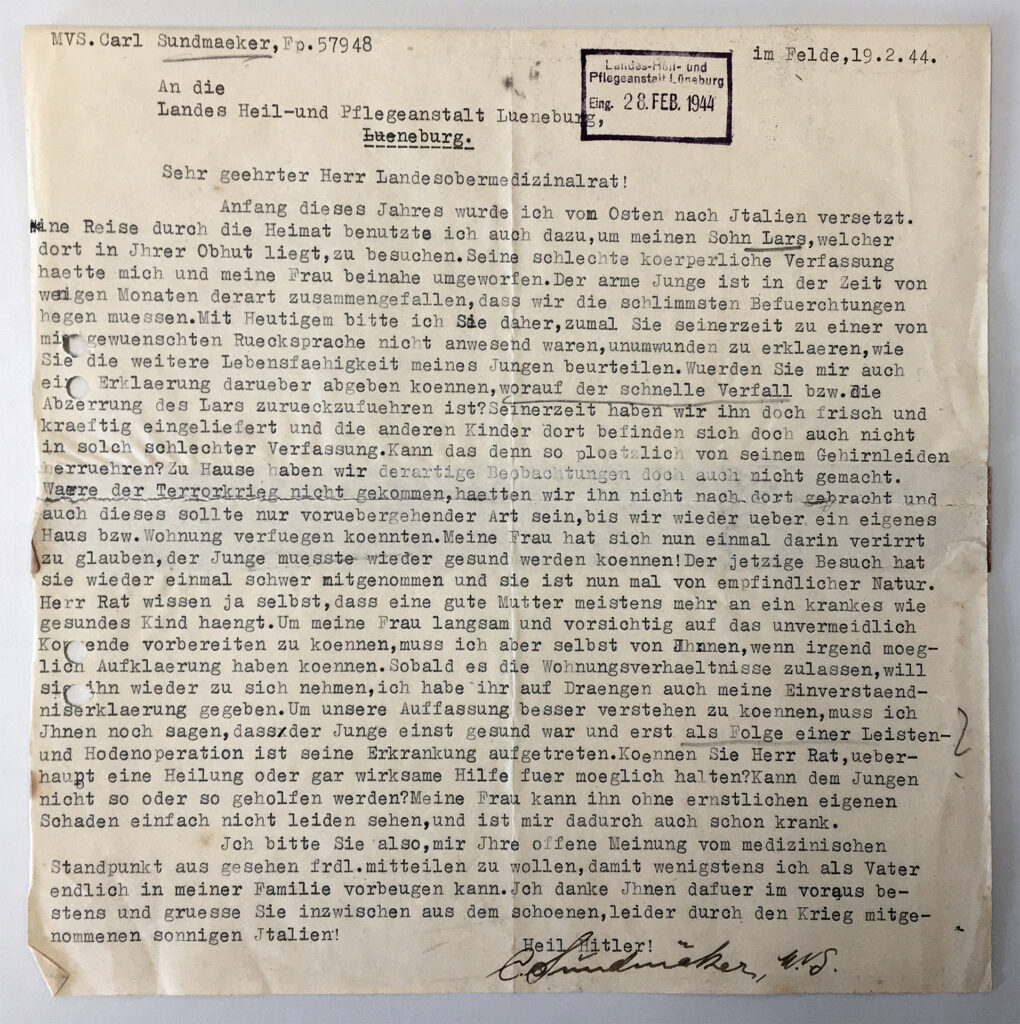 MVS.Carl Sundmaeker,Fp.57948
im Felde,19.2.44.
Landes-Heil- und
Pflegeanstalt Lüneburg
Eing. 28. FEB. 1944
An die
Landes Heil-und Pflegeanstalt Lueneburg,
Lueneburg.
Sehr geehrter Herr Landesobermedizinalrat!
Anfang dieses Jahres wurde ich vom Osten nach Jtalien versetzt.
ine Reise durch die Heimat benutzte ich auch dazu,um meinen Sohn Lars,welcher
dort in Jhrer Obhut liegt,zu besuchen.Seine schlechte koerperliche Verfassung
haette mich und meine Frau beinahe umgeworfen.Der arme Junge ist in der Zeit von
wenigen Monaten derart zusammengefallen,dass wir die schlimmsten Befuerchtungen
hegen muessen.Mit Heutigem bitte ich Sie daher,zumal Sie seinerzeit zu einer von
mir gewuenschten Ruecksprache nicht anwesend waren,unumwunden zu erklaeren,wie
Sie die weitere Lebensfaehigkeit meines Jungen beurteilen.Wuerden Sie mir auch
ein Erklaerung darueber abgeben koennen,worauf der schnelle Verfall bzw.die
Abzerrung des Lars zurueckzufuehren ist?Seinerzeit haben wir ihn doch frisch und
kraeftig eingeliefert und die anderen Kinder dort befinden sich doch auch nicht
in solch schlechter Verfassung.Kann das denn so ploetzlich von seinem Gehirnleiden
herruehren?Zu Hause haben wir derartige Beobachtungen doch auch nicht gemacht.
Waere der Terrorkrieg nicht gekommen,haetten wir ihn nicht nach dort gebracht und
auch dieses sollte nur voruebergehender Art sein,bis wir wieder ueber ein eigenes
Haus bzw.Wohnung verfuegen koennten.Meine Frau hat sich nun einmal darin verirrt
zu glauben,der Junge muesste wieder gesund werden koennen!Der jetzige Besuch hat
sie wieder einmal schwer mitgenommen und sie ist nun mal von empfindlicher Natur.
Herr Rat wissen ja selbst,dass eine gute Mutter meistens mehr an ein krankes wie
gesundes Kind haengt.Um meine Frau langsam und vorsichtig auf das unvermeidlich
Kommende vorbereiten zu koennen,muss ich aber selbst von Jhnnen,wenn irgend moeg-
lich Aufklaerung haben koennen.Sobald es die Wohnungsverhaeltnisse zulassen,will
sie ihn wieder zu sich nehmen,ich habe ihr auf Draengen auch meine Einverstaend-
niserklaerung gegeben.Um unsere Auffassung besser verstehen zu koennen,muss ich
Jhnen noch sagen,dass der Junge einst gesund war und erst als Folge einer Leisten-
und Hodenoperation ist seine Erkrankung aufgetreten.Koennen Sie Herr Rat,ueber-
haupt eine Heilung oder gar wirksame Hilfe fuer moeglich halten?Kann dem Jungen
nicht so oder so geholfen werden?Meine Frau kann ihn ohne ernstlichen eigenen
Schaden einfach nicht leiden sehen,und ist mir dadurch auch schon krank.
Jch bitte Sie also,mir Jhre offene Meinung vom medizinischen
Standpunkt aus gesehen frdl.mitteilen zu wollen,damit wenigstens ich als Vater
endlich in meiner Familie vorbeugen kann.Jch danke Jhnen dafuer im voraus be-
stens und gruesse Sie inzwischen aus dem schoenen,leider durch den Krieg mitge-
nommenen sonnigen Jtalien!
Heil Hitler!
C. Sundmäker, MVS.